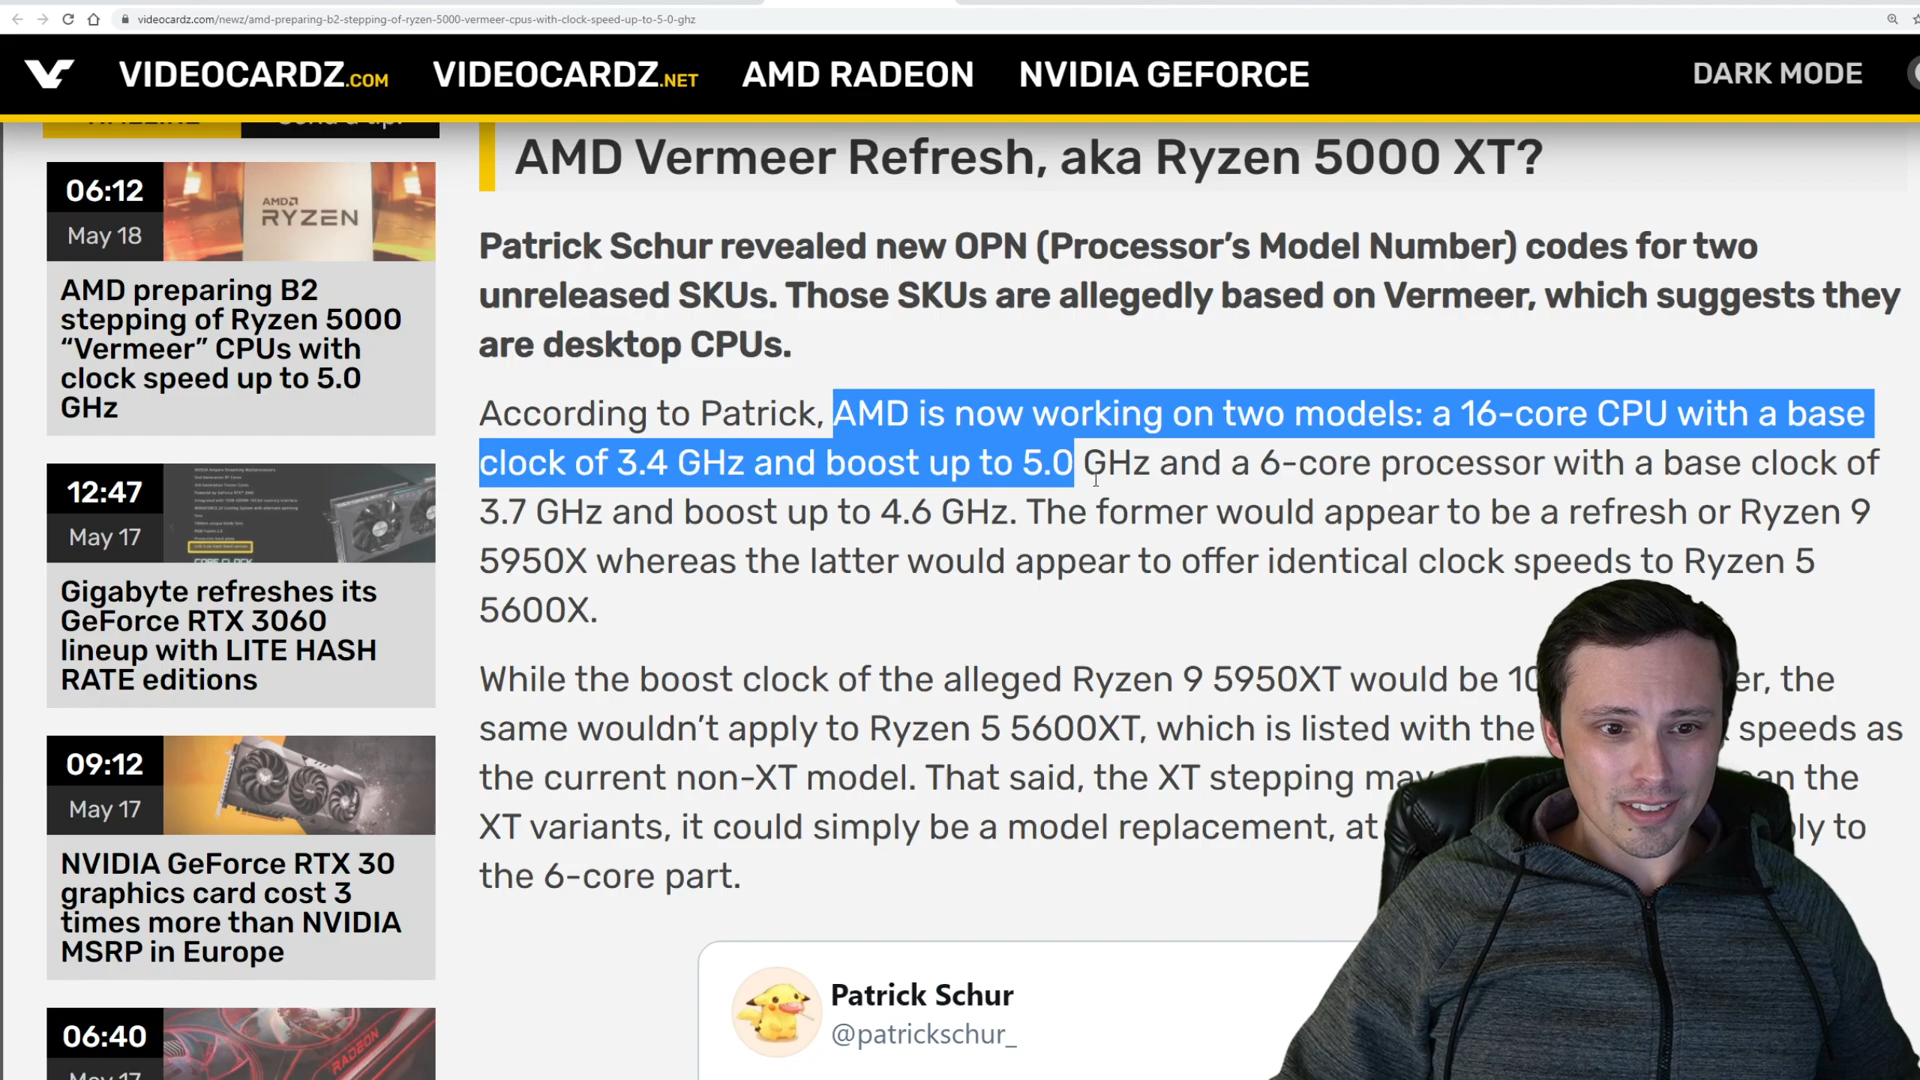 videocardz.com/newz/amd-preparing-b2-stepping-of-ryzen-5000-vermeer-cpus-with-clock-speed-up-to-5-0-ghz
VIDEOCARDZ.COM VIDEOCARDZ.NET AMD RADEON NVIDIA GEFORCE DARK MODE
06:12
May 18
AMD
RYZEN
AMD preparing B2
stepping of Ryzen 5000
“Vermeer” CPUs with
clock speed up to 5.0
GHz
12:47
May 17
Gigabyte refreshes its
GeForce RTX 3060
lineup with LITE HASH
RATE editions
09:12
May 17
NVIDIA GeForce RTX 30
graphics card cost 3
times more than NVIDIA
MSRP in Europe
06:40
May 17
RADEON
AMD Vermeer Refresh, aka Ryzen 5000 XT?
Patrick Schur revealed new OPN (Processor’s Model Number) codes for two
unreleased SKUs. Those SKUs are allegedly based on Vermeer, which suggests they
are desktop CPUs.
According to Patrick, AMD is now working on two models: a 16-core CPU with a base
clock of 3.4 GHz and boost up to 5.0 GHz and a 6-core processor with a base clock of
3.7 GHz and boost up to 4.6 GHz. The former would appear to be a refresh or Ryzen 9
5950X whereas the latter would appear to offer identical clock speeds to Ryzen 5
5600X.
While the boost clock of the alleged Ryzen 9 5950XT would be the
same wouldn’t apply to Ryzen 5 5600XT, which is listed with the speeds as
the current non-XT model. That said, the XT stepping may the
XT variants, it could simply be a model replacement, at to
the 6-core part.
Patrick Schur
@patrickschur_